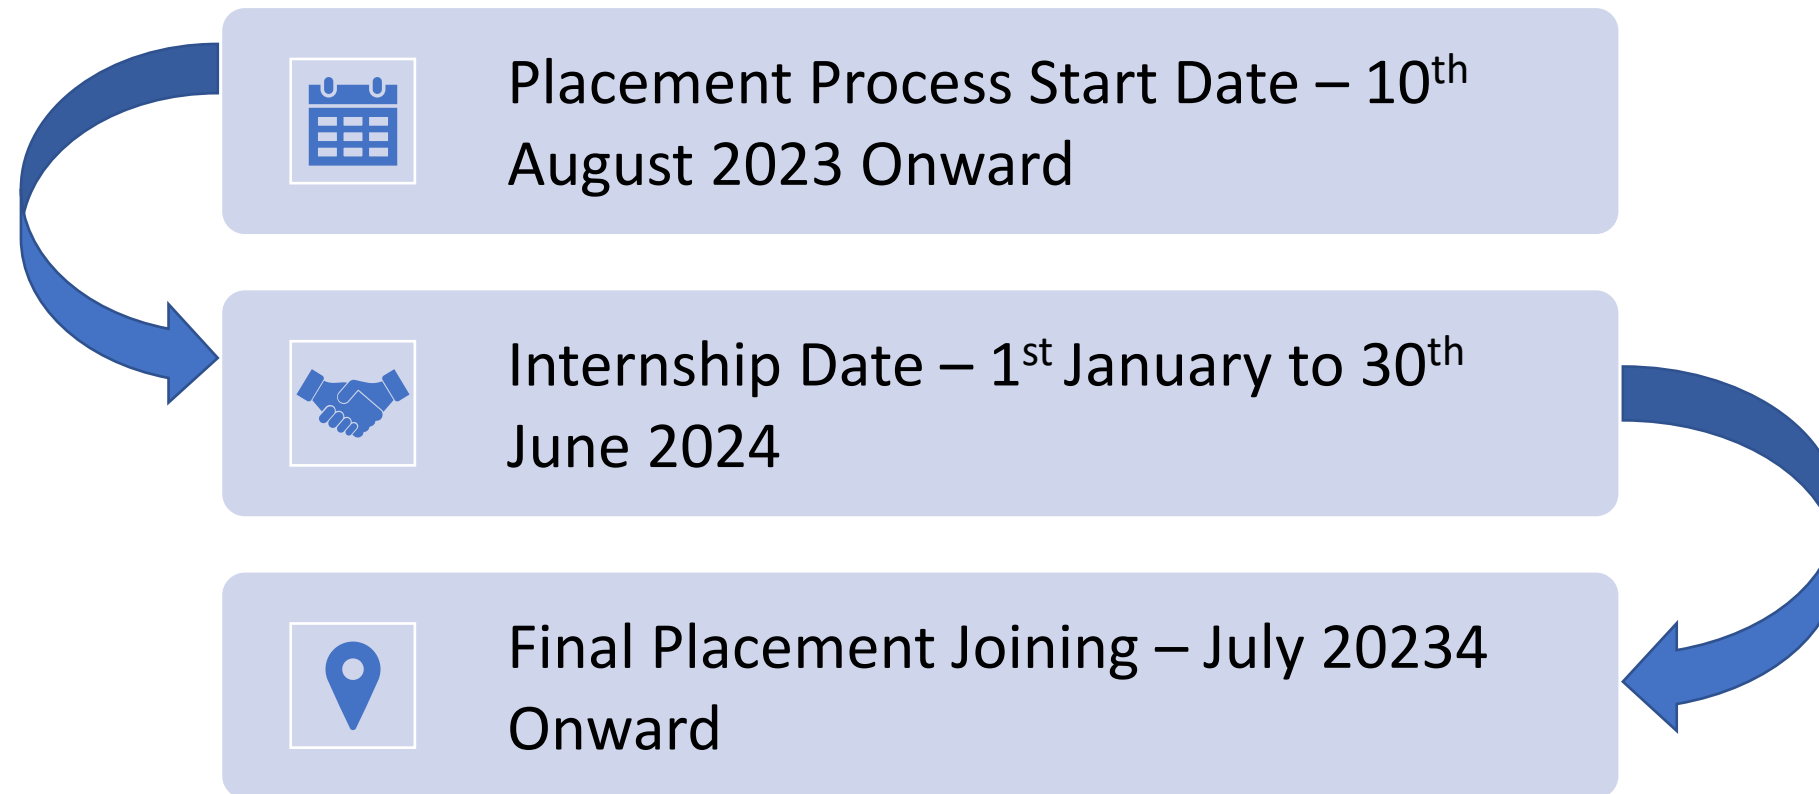 Placement Process Start Date – 10th
August 2023 Onward
Internship Date – 1st January to 30th
June 2024
Final Placement Joining – July 20234
Onward